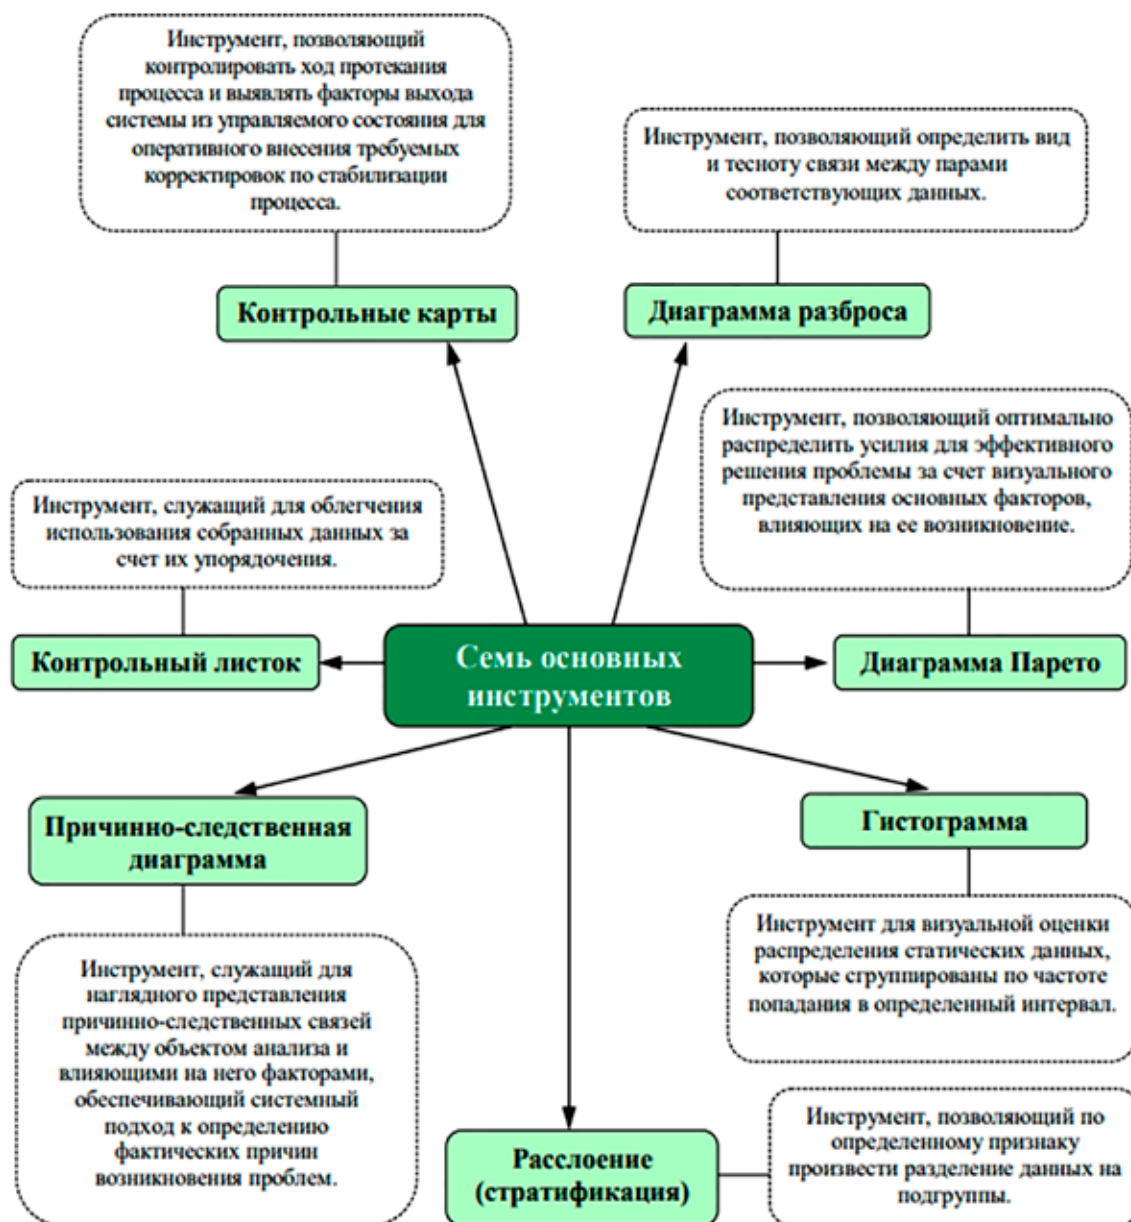 Инструмент, позволяющий
контролировать ход протекания
процесса и выявлять факторы выхода
системы из управляемого состояния для
оперативного внесения требуемых
корректировок по стабилизации
процесса.
Контрольные карты
Инструмент, позволяющий определить вид
и тесноту связи между парами
соответствующих данных.
Диаграмма разброса
Инструмент, позволяющий оптимально
распределить усилия для эффективного
решения проблемы за счет визуального
представления основных факторов,
влияющих на ее возникновение.
Диаграмма Парето
Инструмент, служащий для облегчения
использования собранных данных за
счет их упорядочения.
Контрольный листок
Семь основных
инструментов
Причинно-следственная
диаграмма
Инструмент, служащий для
наглядного представления
причинно-следственных связей
между объектом анализа и
влияющими на него факторами,
обеспечивающий системный
подход к определению
фактических причин
возникновения проблем.
Гистограмма
Инструмент для визуальной оценки
распределения статических данных,
которые сгруппированы по частоте
попадания в определенный интервал.
Расслоение
(стратификация)
Инструмент, позволяющий по
определенному признаку
произвести разделение данных на
подгруппы.